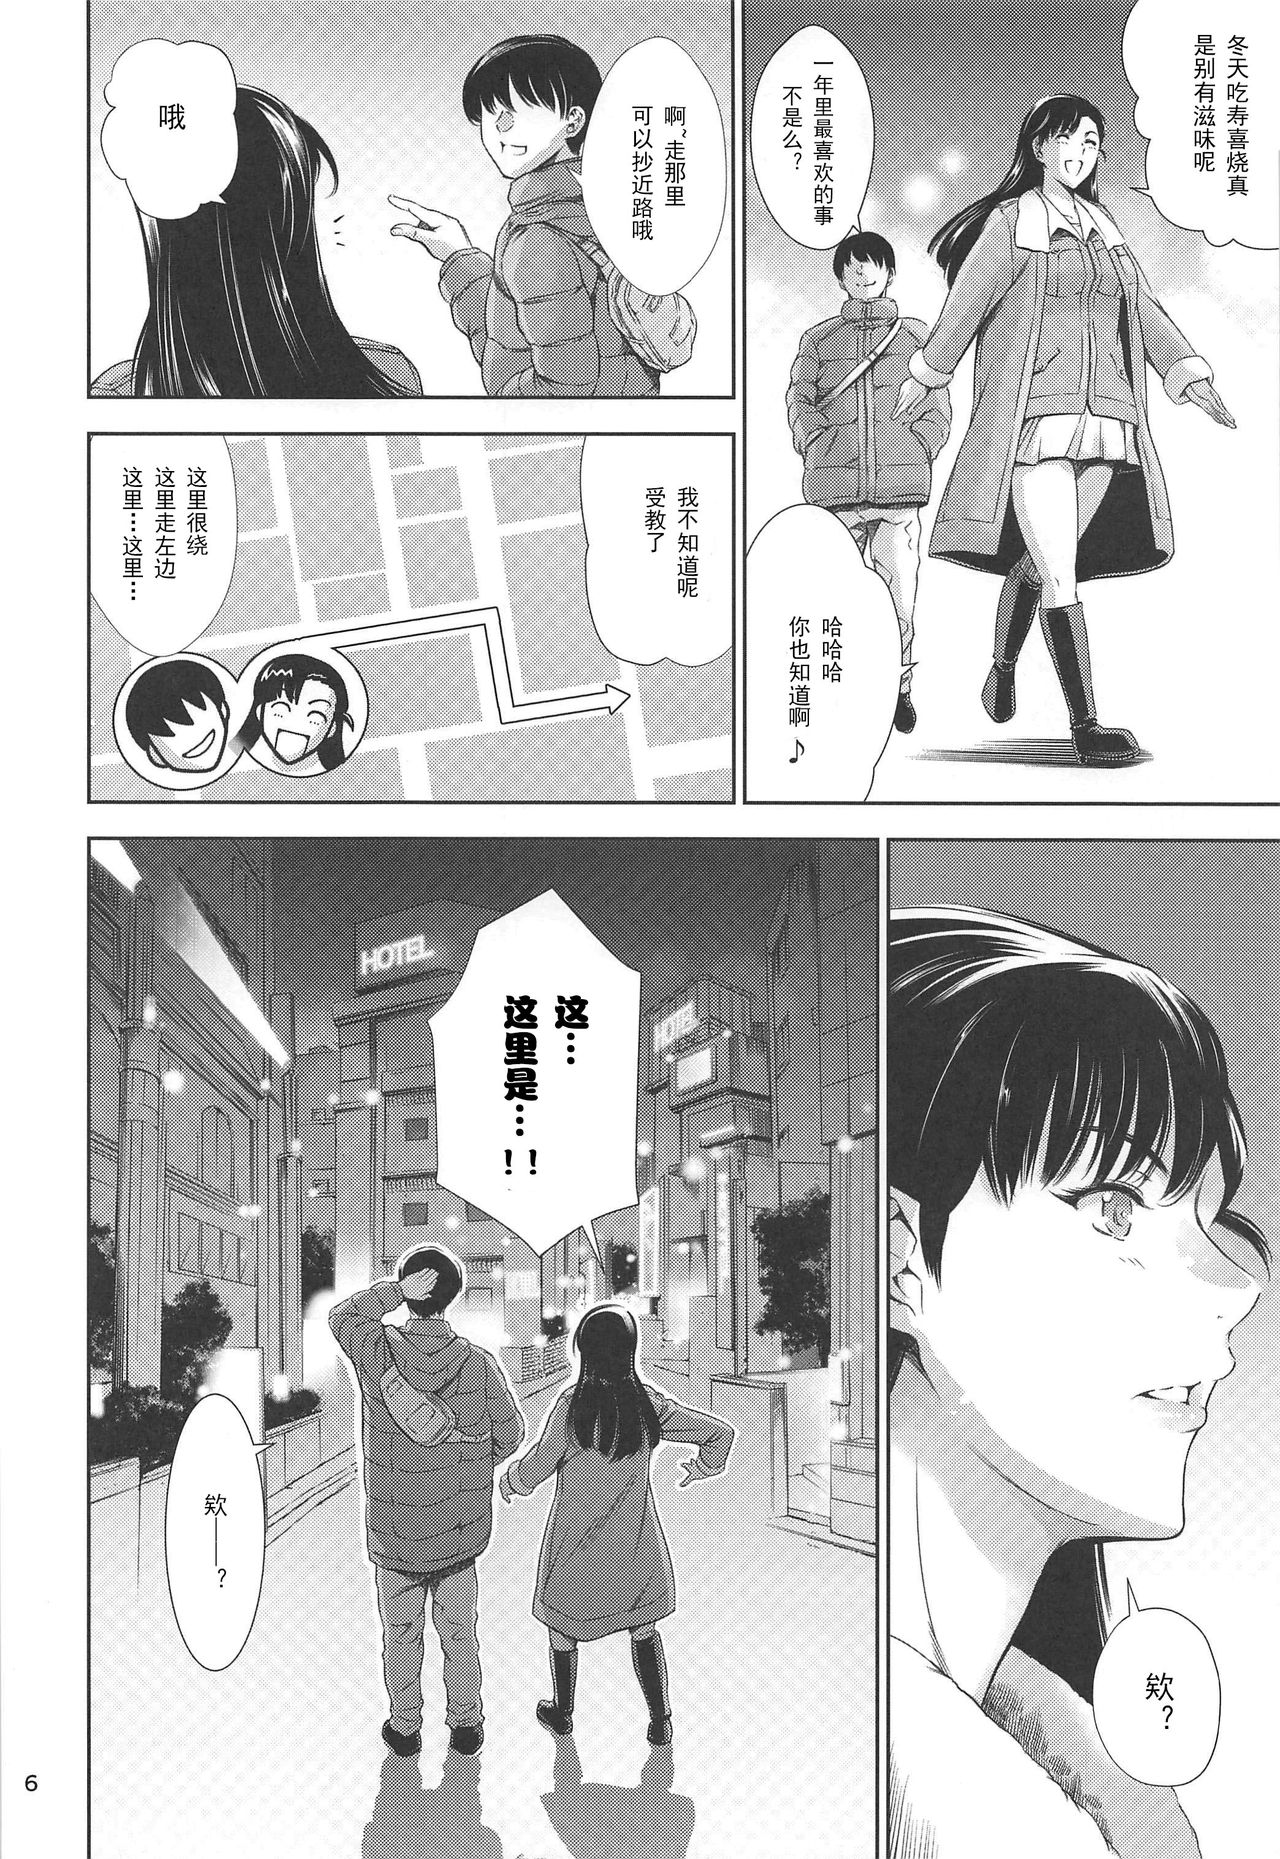 冬天吃寿喜烧真
是别有滋味呢
一年里最喜欢的事
不是么？
哈哈哈
你也知道啊♪
啊~走那里
可以抄近路哦
哦
我不知道呢
受教了
这里很绕
这里走左边
这里…这里…
欸？
HOTEL
HOTEL
这…
这里是…！！
欸——？
6